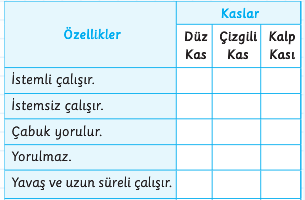 Özellikler
Kaslar
Düz Kas
Çizgili Kas
Kalp Kası
İstemli çalışır.
İstemsiz çalışır.
Çabuk yorulur.
Yorulmaz.
Yavaş ve uzun süreli çalışır.